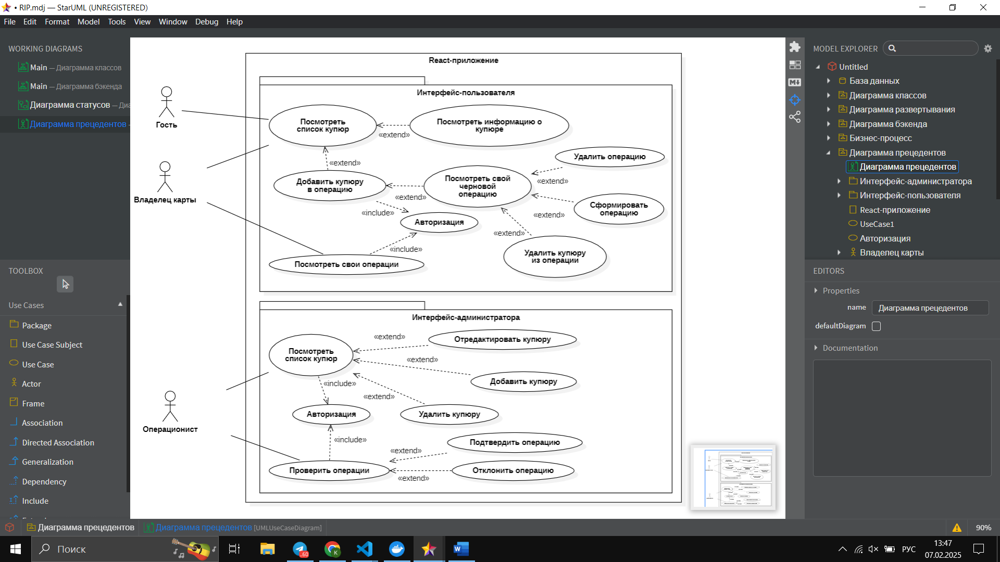 • RIP.mdj — StarUML (UNREGISTERED)
File Edit Format Model Tools View Window Debug Help
WORKING DIAGRAMS
Main — Диаграмма классов
Main — Диаграмма бэкенда
Диаграмма статусов — Диа
Диаграмма прецедентов -
TOOLBOX
Use Cases
Package
Use Case Subject
Use Case
Actor
Frame
Association
Directed Association
Generalization
Dependency
Include
React-приложение
Интерфейс-пользователя
Гость
Владелец карты
Посмотреть
список купюр
«extend»
Посмотреть информацию о
купюре
«extend»
Удалить операцию
Добавить купюру
в операцию
«extend»
Посмотреть свой
черновой
операцию
«extend»
Сформировать
операцию
«extend»
«include»
Авторизация
«extend»
«include»
Удалить купюру
из операции
Посмотреть свои операции
Интерфейс-администратора
Операционист
Посмотреть
список купюр
«extend»
Отредактировать купюру
«extend»
Добавить купюру
«include»
«extend»
Авторизация
Удалить купюру
«include»
«extend»
Подтвердить операцию
Проверить операции
«extend»
Отклонить операцию
MODEL EXPLORER
Untitled
База данных
Диаграмма классов
Диаграмма развертывания
Диаграмма бэкенда
Бизнес-процесс
Диаграмма прецедентов
Диаграмма прецедентов
Интерфейс-администратора
Интерфейс-пользователя
React-приложение
UseCase1
Авторизация
Владелец карты
EDITORS
Properties
name Диаграмма прецедентов
defaultDiagram
Documentation
Диаграмма прецедентов Диаграмма прецедентов [UMLUseCaseDiagram]
90%
Поиск
..60
K
W
РУС
13:47
07.02.2025